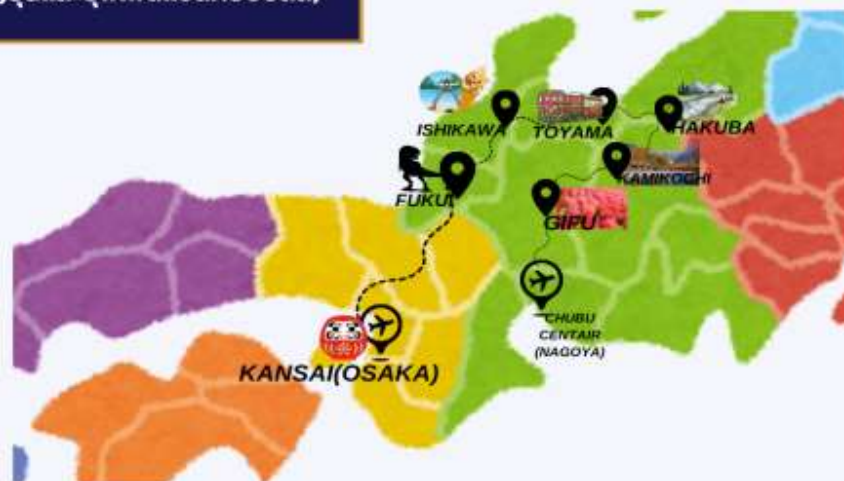 ISHIKAWA
TOYAMA
HAKUBA
KAMIKOCHI
FUKUI
GIFU
CHUBU
CENTAIR
(NAGOYA)
KANSAI(OSAKA)